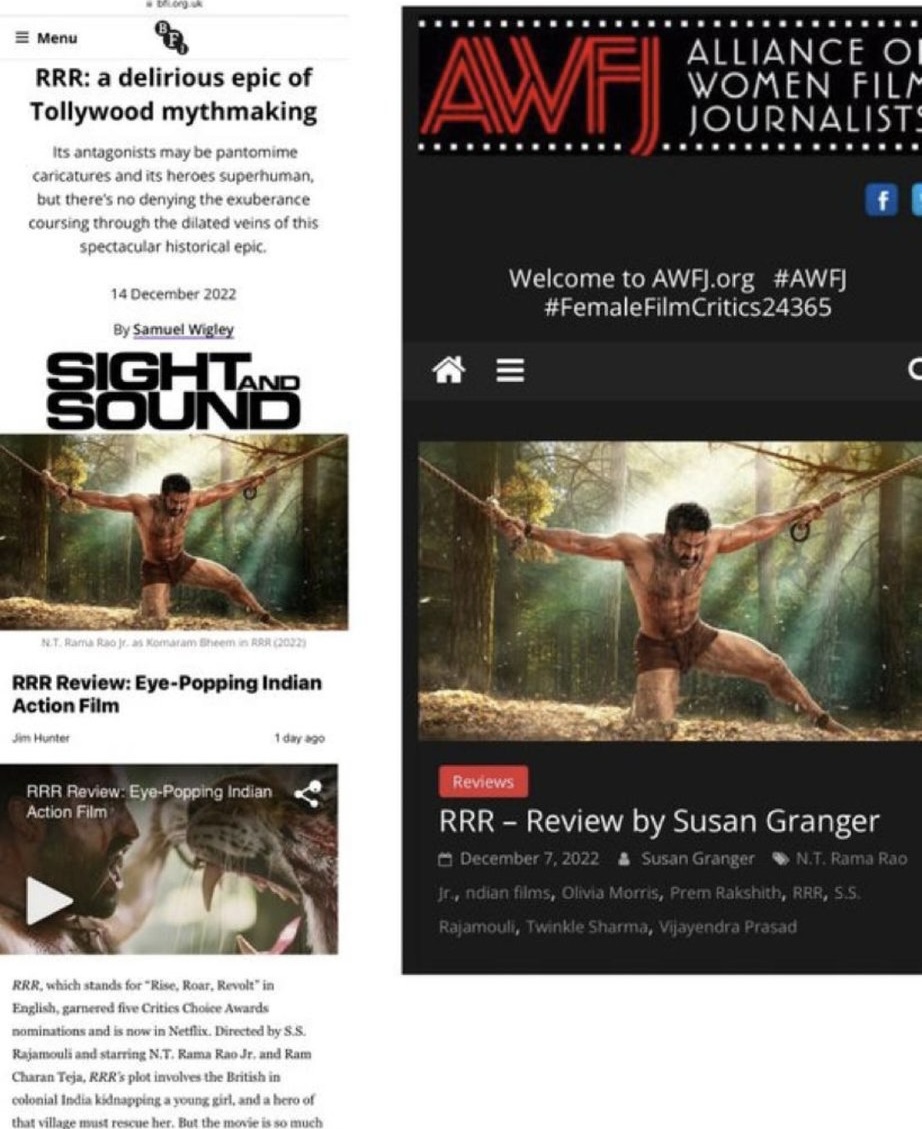 bfi.org.uk
Menu
BFI
RRR: a delirious epic of
Tollywood mythmaking
Its antagonists may be pantomime
caricatures and its heroes superhuman,
but there's no denying the exuberance
coursing through the dilated veins of this
spectacular historical epic.
14 December 2022
By Samuel Wigley
SIGHT AND
SOUND
N.T. Rama Rao Jr. as Komaram Bheem in RRR (2022)
RRR Review: Eye-Popping Indian
Action Film
Jim Hunter 1 day ago
RRR Review: Eye-Popping Indian
Action Film
RRR, which stands for “Rise, Roar, Revolt” in
English, garnered five Critics Choice Awards
nominations and is now in Netflix. Directed by S.S.
Rajamouli and starring N.T. Rama Rao Jr. and Ram
Charan Teja, RRR's plot involves the British in
colonial India kidnapping a young girl, and a hero of
that village must rescue her. But the movie is so much
AWFJ
ALLIANCE O
WOMEN FILM
JOURNALISTS
f
Welcome to AWFJ.org #AWFJ
#FemaleFilmCritics24365
Reviews
RRR – Review by Susan Granger
December 7, 2022 Susan Granger N.T. Rama Rao
Jr., ndian films, Olivia Morris, Prem Rakshith, RRR, S.S.
Rajamouli, Twinkle Sharma, Vijayendra Prasad